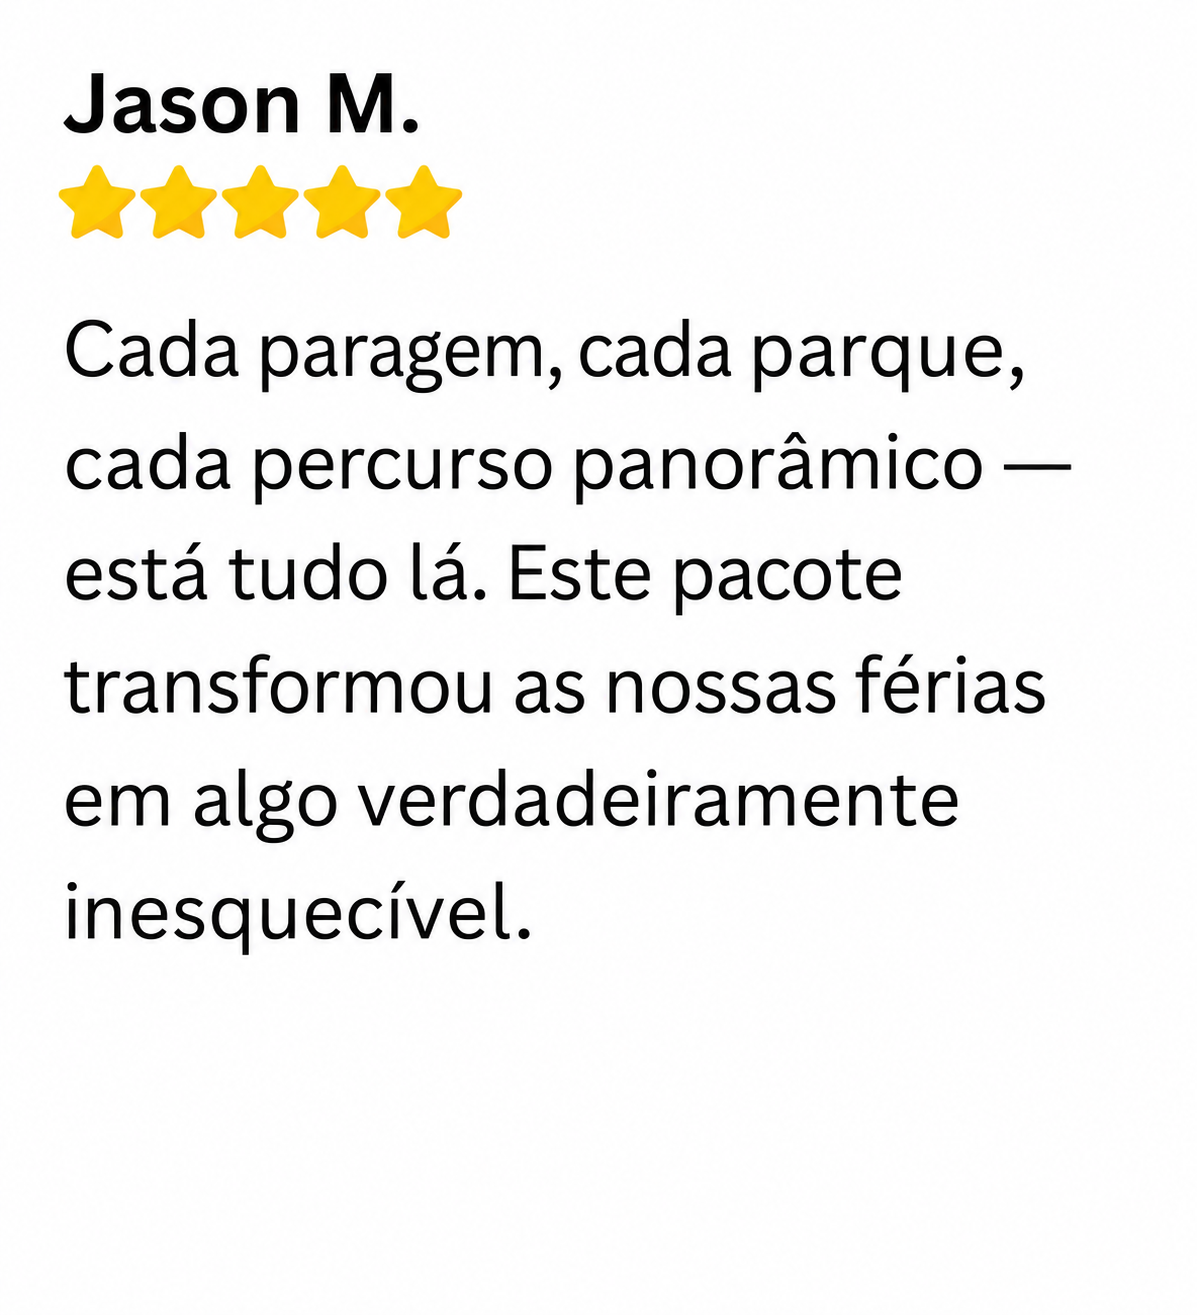 Jason M.
Cada paragem, cada parque,
cada percurso panorâmico —
está tudo lá. Este pacote
transformou as nossas férias
em algo verdadeiramente
inesquecível.